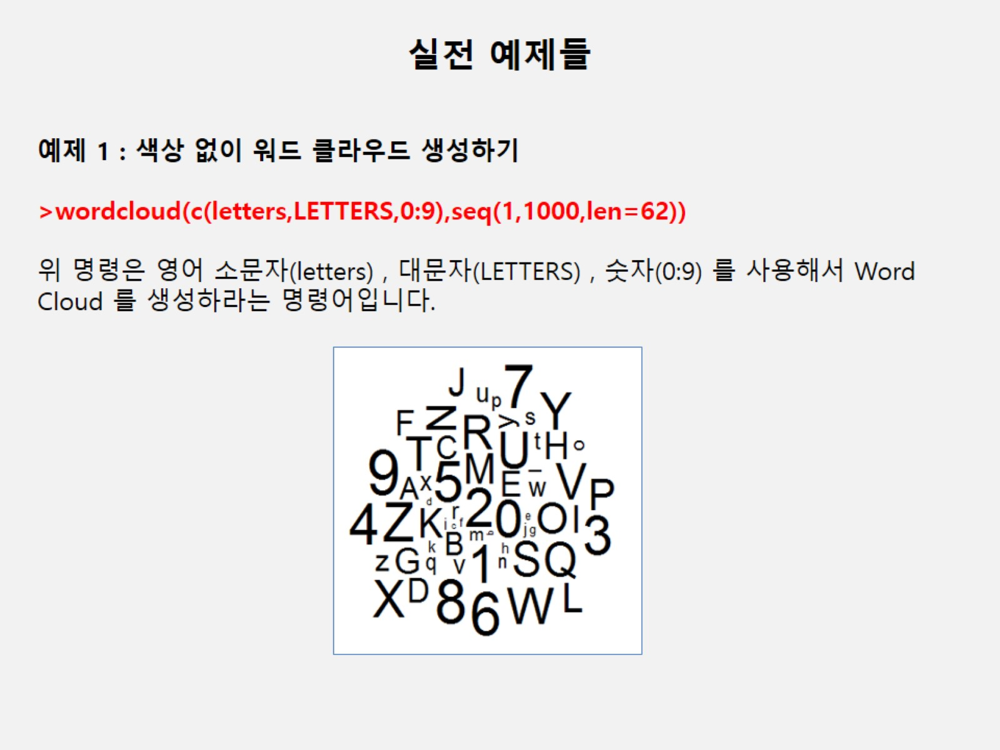 실전 예제들
예제 1 : 색상 없이 워드 클라우드 생성하기
>wordcloud(c(letters,LETTERS,0:9),seq(1,1000,len=62))
위 명령은 영어 소문자(letters) , 대문자(LETTERS) , 숫자(0:9) 를 사용해서 Word
Cloud 를 생성하라는 명령어입니다.
J u p 7 Y
F N R y s
T C U t H o
9 A x 5 M E w V P
d
4 Z K r 2 0 e O I 3
i c f j g
k B m h
z G q v 1 n S Q
X D 8 6 W L